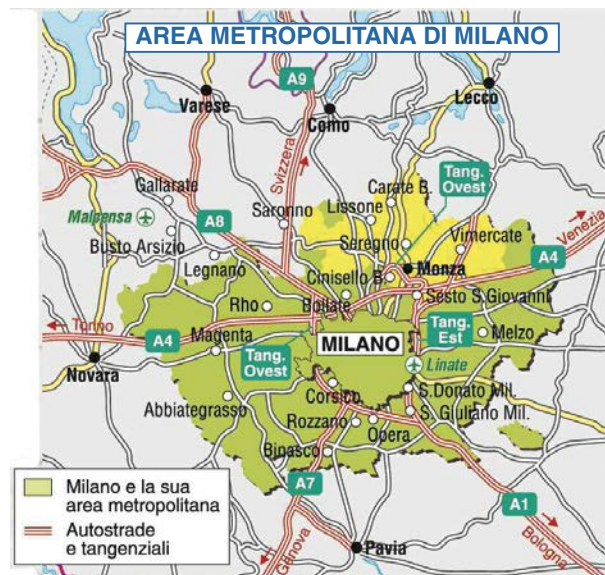 AREA METROPOLITANA DI MILANO
A9
Varese
Como
Lecco
Svizzera
Tang.
Ovest
Gallarate
Carate B.
Lissone
Malpensa
A8
Saronno
Venezia
Busto Arsizio
Seregno
Vimercate
A4
Legnano
Cinisello B.
Monza
Rho
Bollate
Sesto S.Giovanni
Torino
A4
Magenta
MILANO
Tang.
Est
Melzo
Novara
Tang.
Ovest
Linate
Abbiategrasso
Corsico
S.Donato Mil.
Rozzano
S. Giuliano Mil.
Opera
Binasco
A7
A1
Milano e la sua
area metropolitana
Autostrade
e tangenziali
Genova
Pavia
Bologna